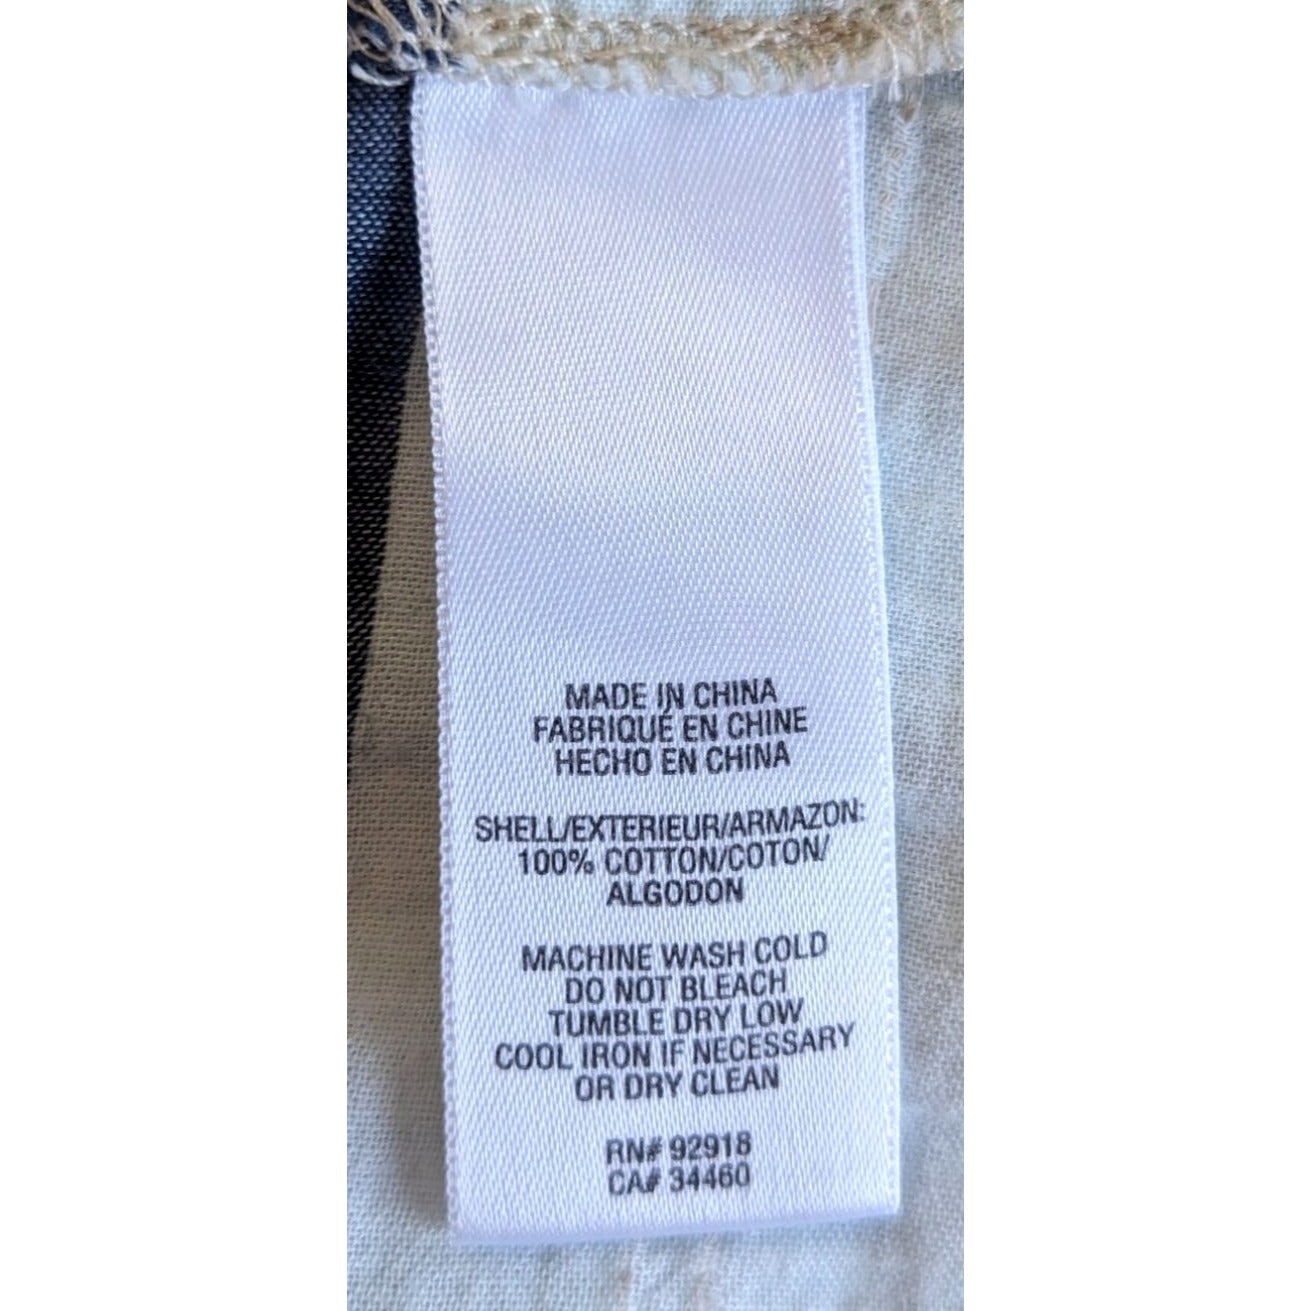 MADE IN CHINA
FABRIQUÉ EN CHINE
HECHO EN CHINA
SHELL/EXTERIEUR/ARMAZON:
100% COTTON/COTON/
ALGODON
MACHINE WASH COLD
DO NOT BLEACH
TUMBLE DRY LOW
COOL IRON IF NECESSARY
OR DRY CLEAN
RN# 92918
CA# 34460